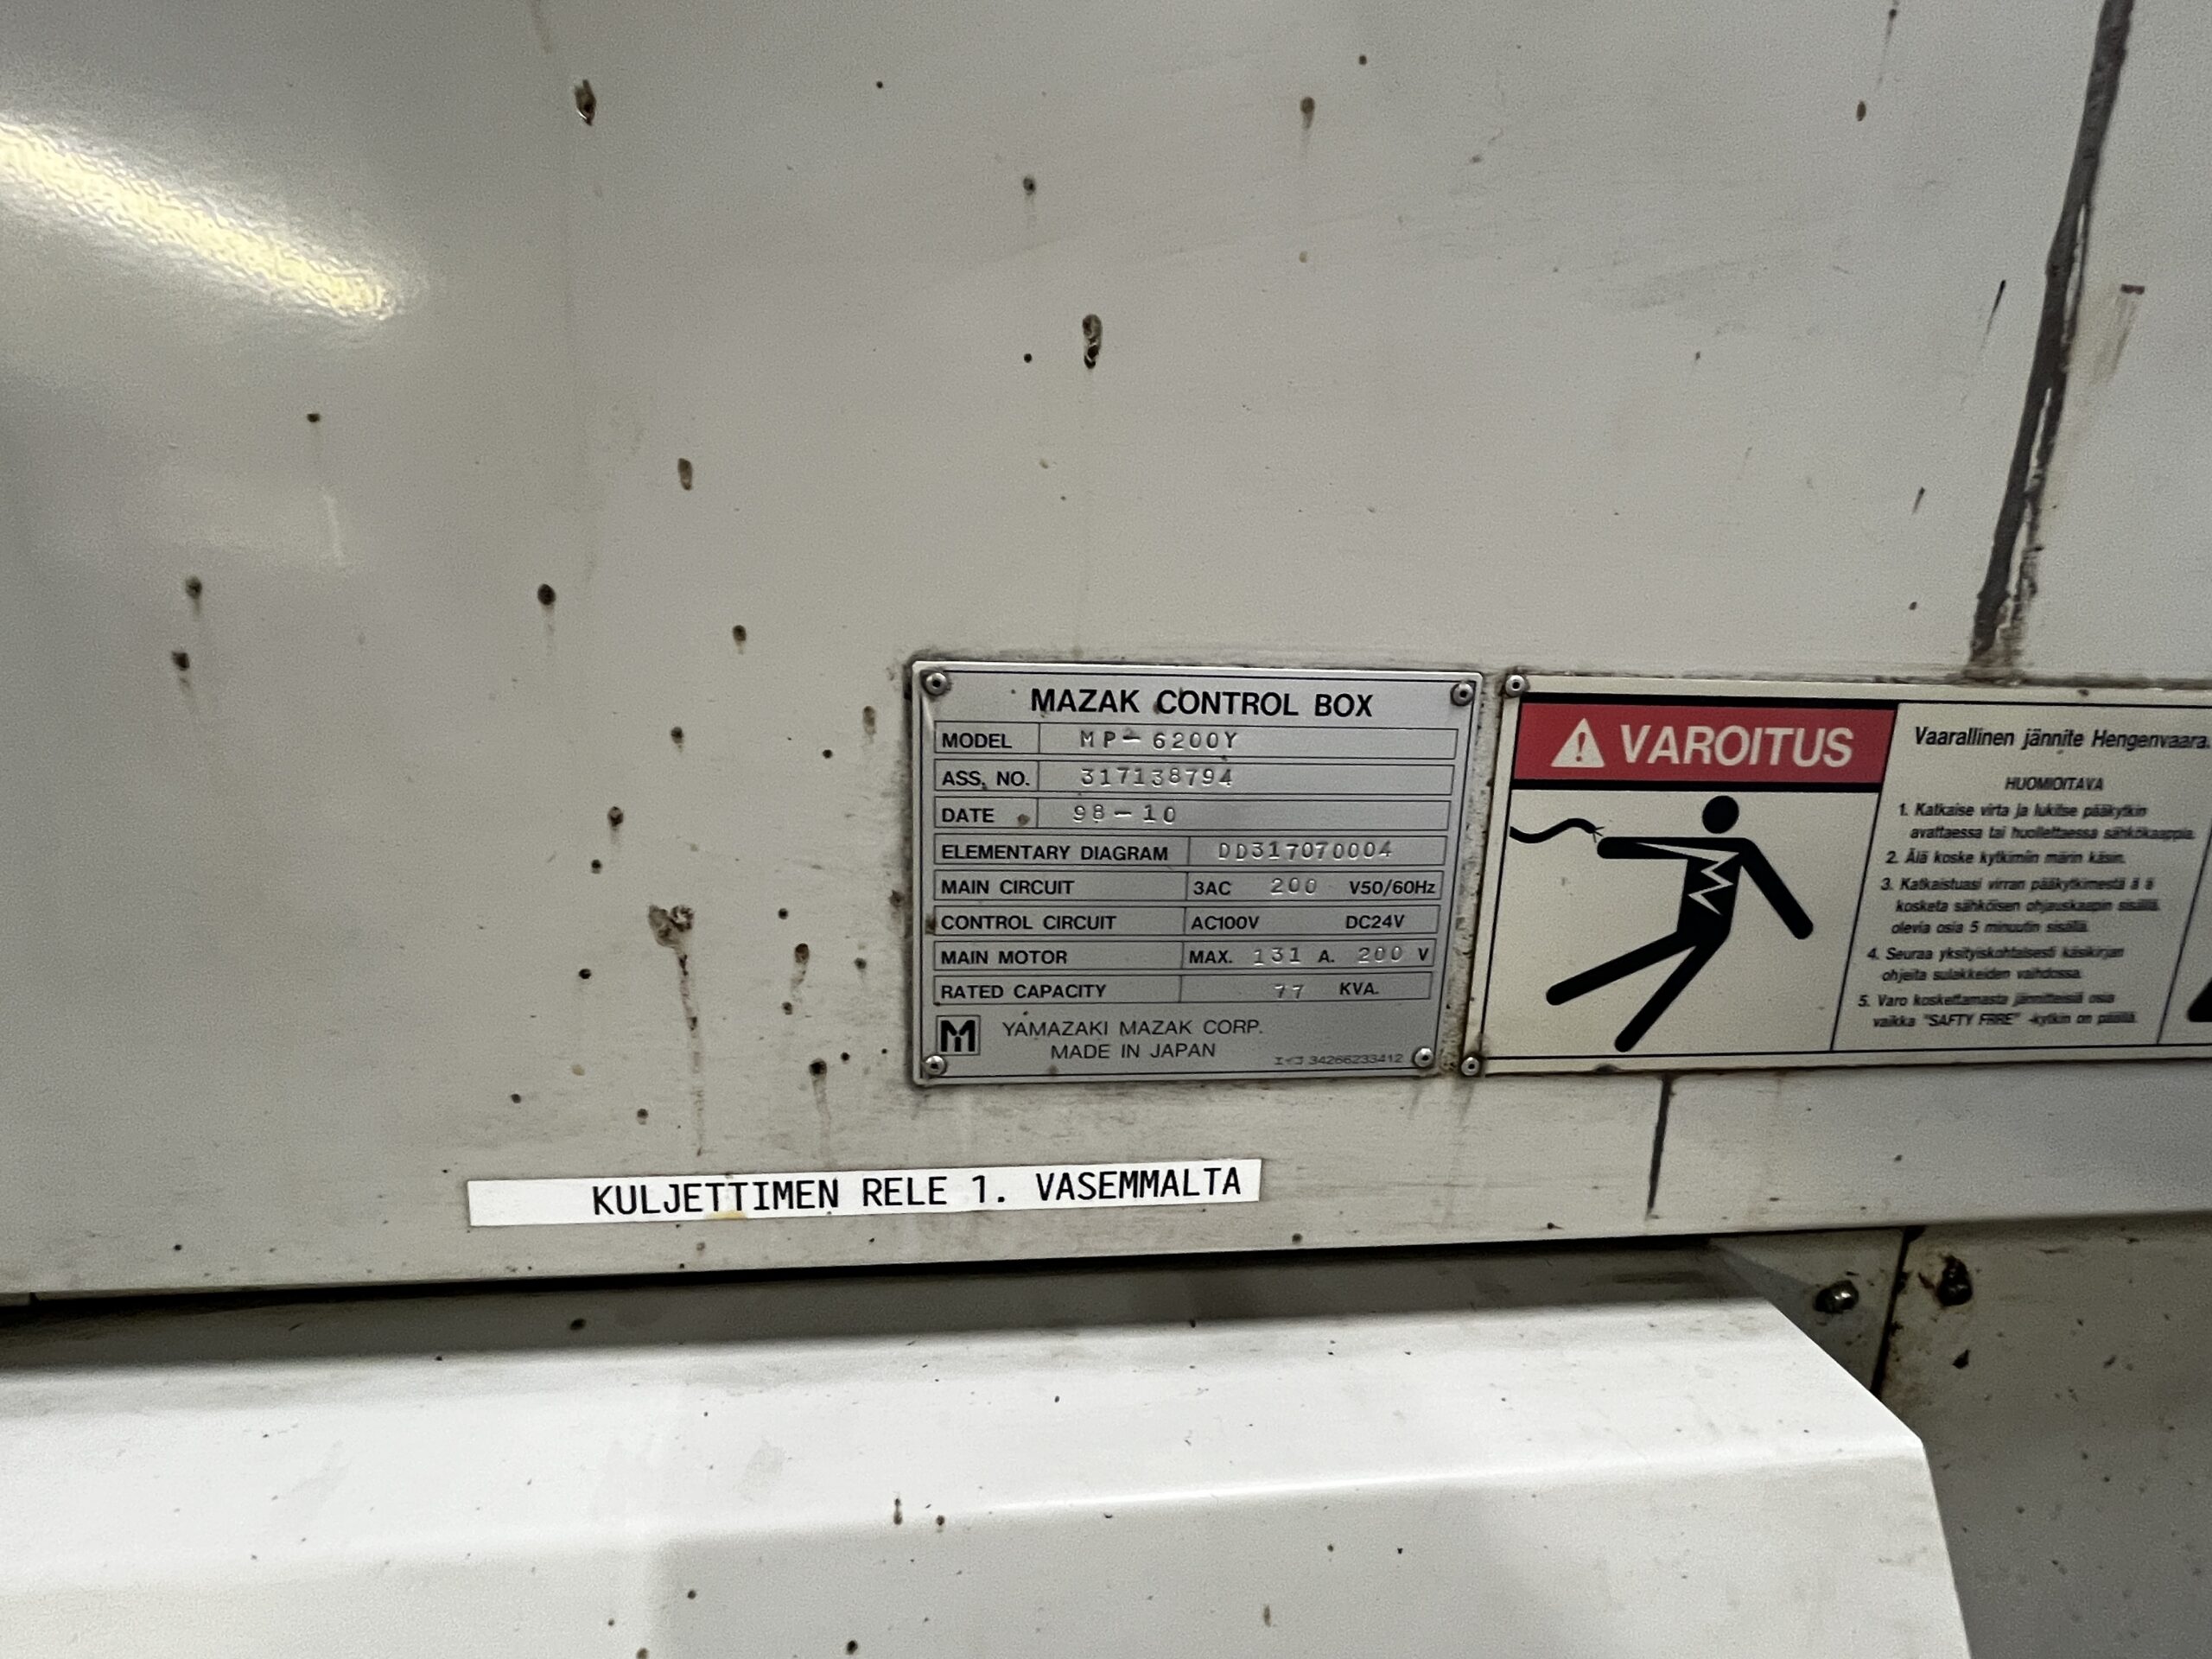 MAZAK CONTROL BOX
MODEL MP-6200Y
ASS. NO. 317138794
DATE 98-10
ELEMENTARY DIAGRAM DD317070004
MAIN CIRCUIT 3AC 200 V50/60Hz
CONTROL CIRCUIT AC100V DC24V
MAIN MOTOR MAX. 131 A. 200 V
RATED CAPACITY 77 KVA.
YAMAZAKI MAZAK CORP.
MADE IN JAPAN
34266233412
VAROITUS
Vaarallinen jännite Hengenvaara.
HUOMIOITAVA
1. Katkaise virta ja lukitse pääkytkin
avattaessa tai huollettaessa sähkökaappia.
2. Älä koske kytkimiin märin käsin.
3. Katkaistuasi virran pääkytkimestä ä ä
kosketa sähköisen ohjauskaapin sisällä
olevia osia 5 minuutin sisällä.
4. Seuraa yksityiskohtaisesti käsikirjan
ohjeita sulakkeiden vaihdossa.
5. Varo koskettamasta jännitteisiä osia
vaikka "SAFTY FRRE" -kytkin on päällä.
KULJETTIMEN RELE 1. VASEMMALTA